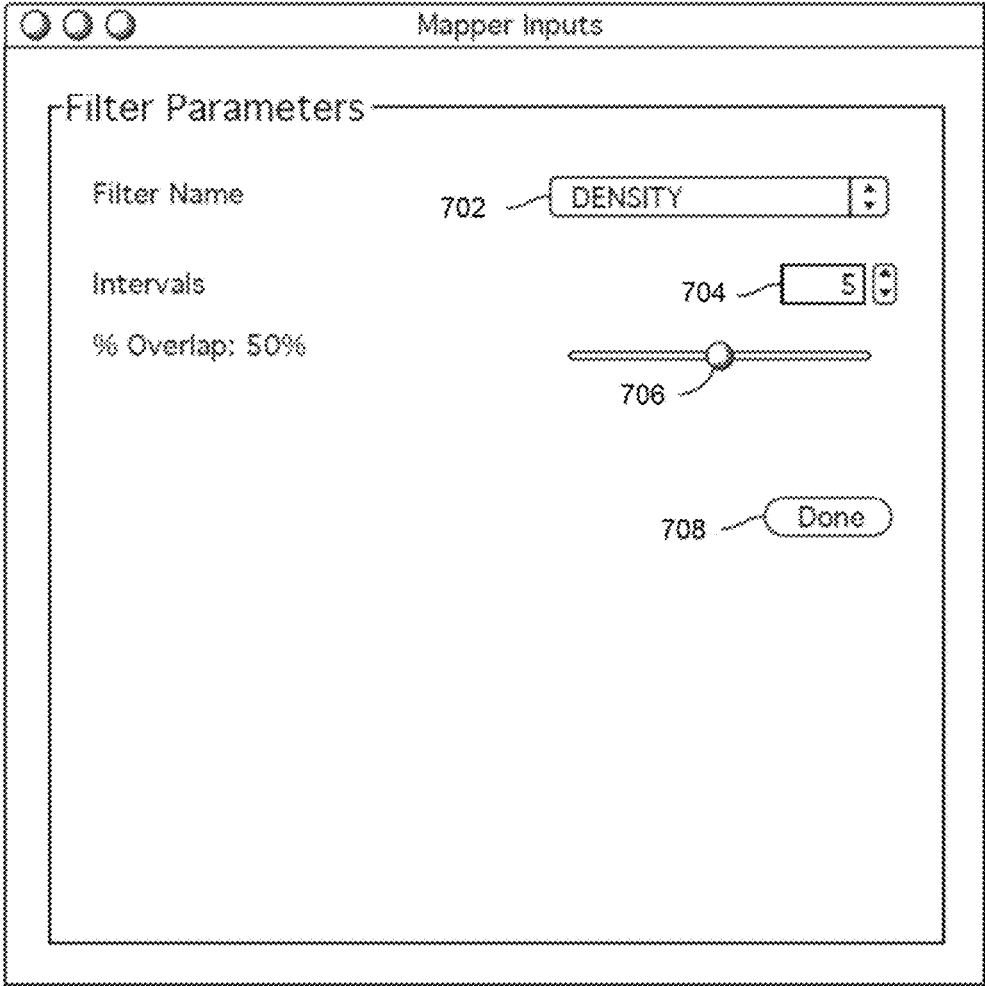 Mapper Inputs
Filter Parameters
Filter Name 702 DENSITY
Intervals 704 5
% Overlap: 50%
706
708 Done